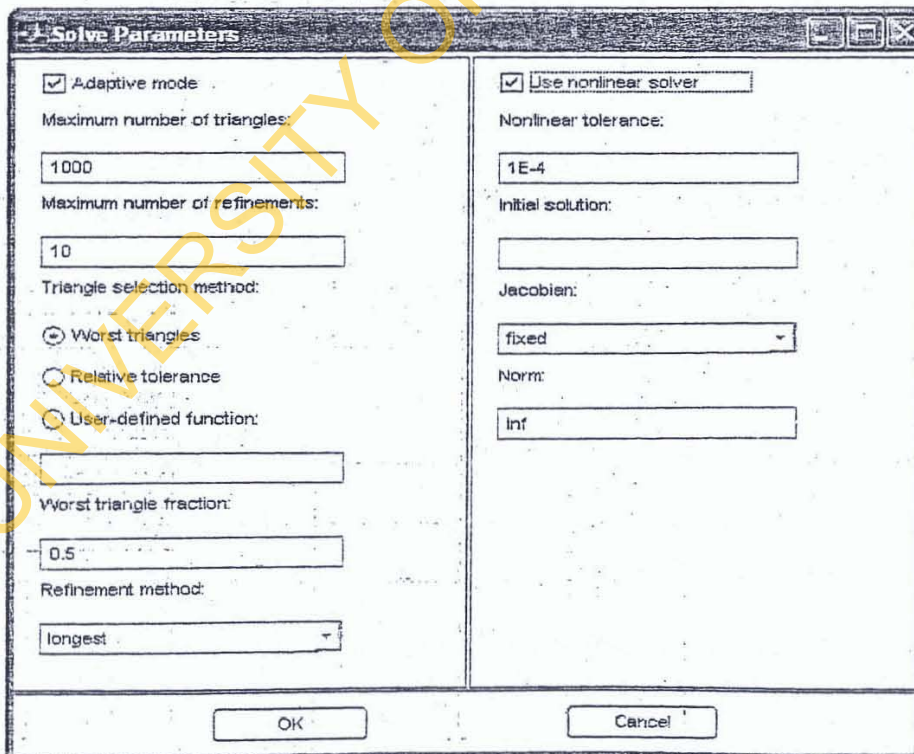 Solve Parameters
Adaptive mode
Maximum number of triangles:
1000
Maximum number of refinements:
10
Triangle selection method:
Worst triangles
Relative tolerance
User-defined function:
Worst triangle fraction:
0.5
Refinement method:
longest
Use nonlinear solver
Nonlinear tolerance:
1E-4
Initial solution:
Jacobian:
fixed
Norm:
Inf
OK
Cancel
UNIVERSITY O